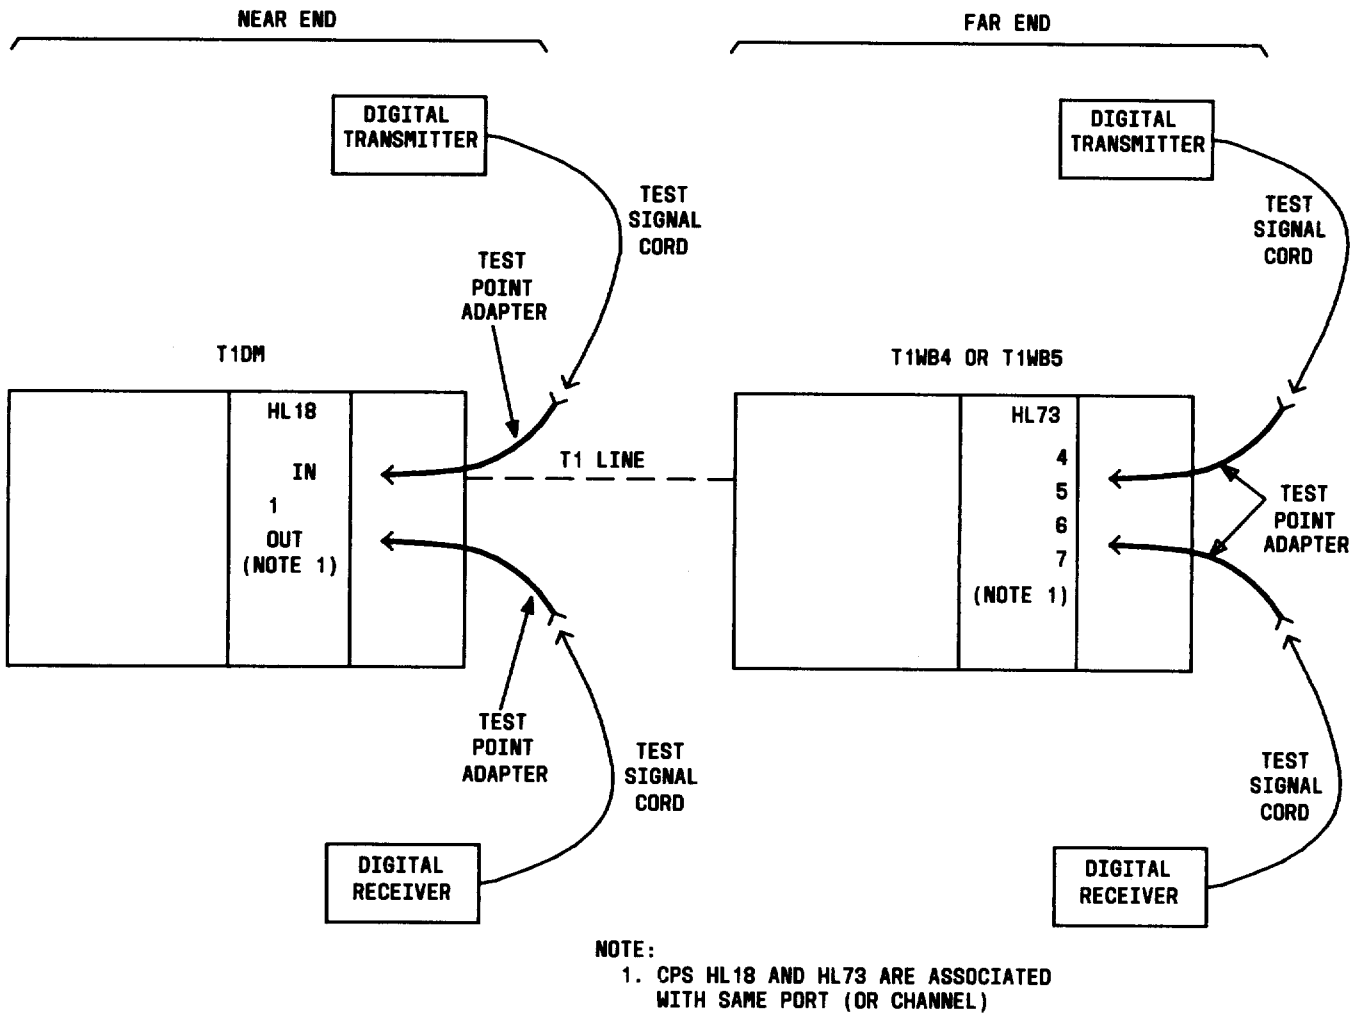 NEAR END
FAR END
DIGITAL
TRANSMITTER
DIGITAL
TRANSMITTER
TEST
SIGNAL
CORD
TEST
SIGNAL
CORD
TEST
POINT
ADAPTER
T1DM
T1WB4 OR T1WB5
HL18
IN
1
OUT
(NOTE 1)
T1 LINE
HL73
4
5
6
7
(NOTE 1)
TEST
POINT
ADAPTER
TEST
POINT
ADAPTER
TEST
SIGNAL
CORD
TEST
SIGNAL
CORD
DIGITAL
RECEIVER
DIGITAL
RECEIVER
NOTE:
1. CPS HL18 AND HL73 ARE ASSOCIATED
WITH SAME PORT (OR CHANNEL)